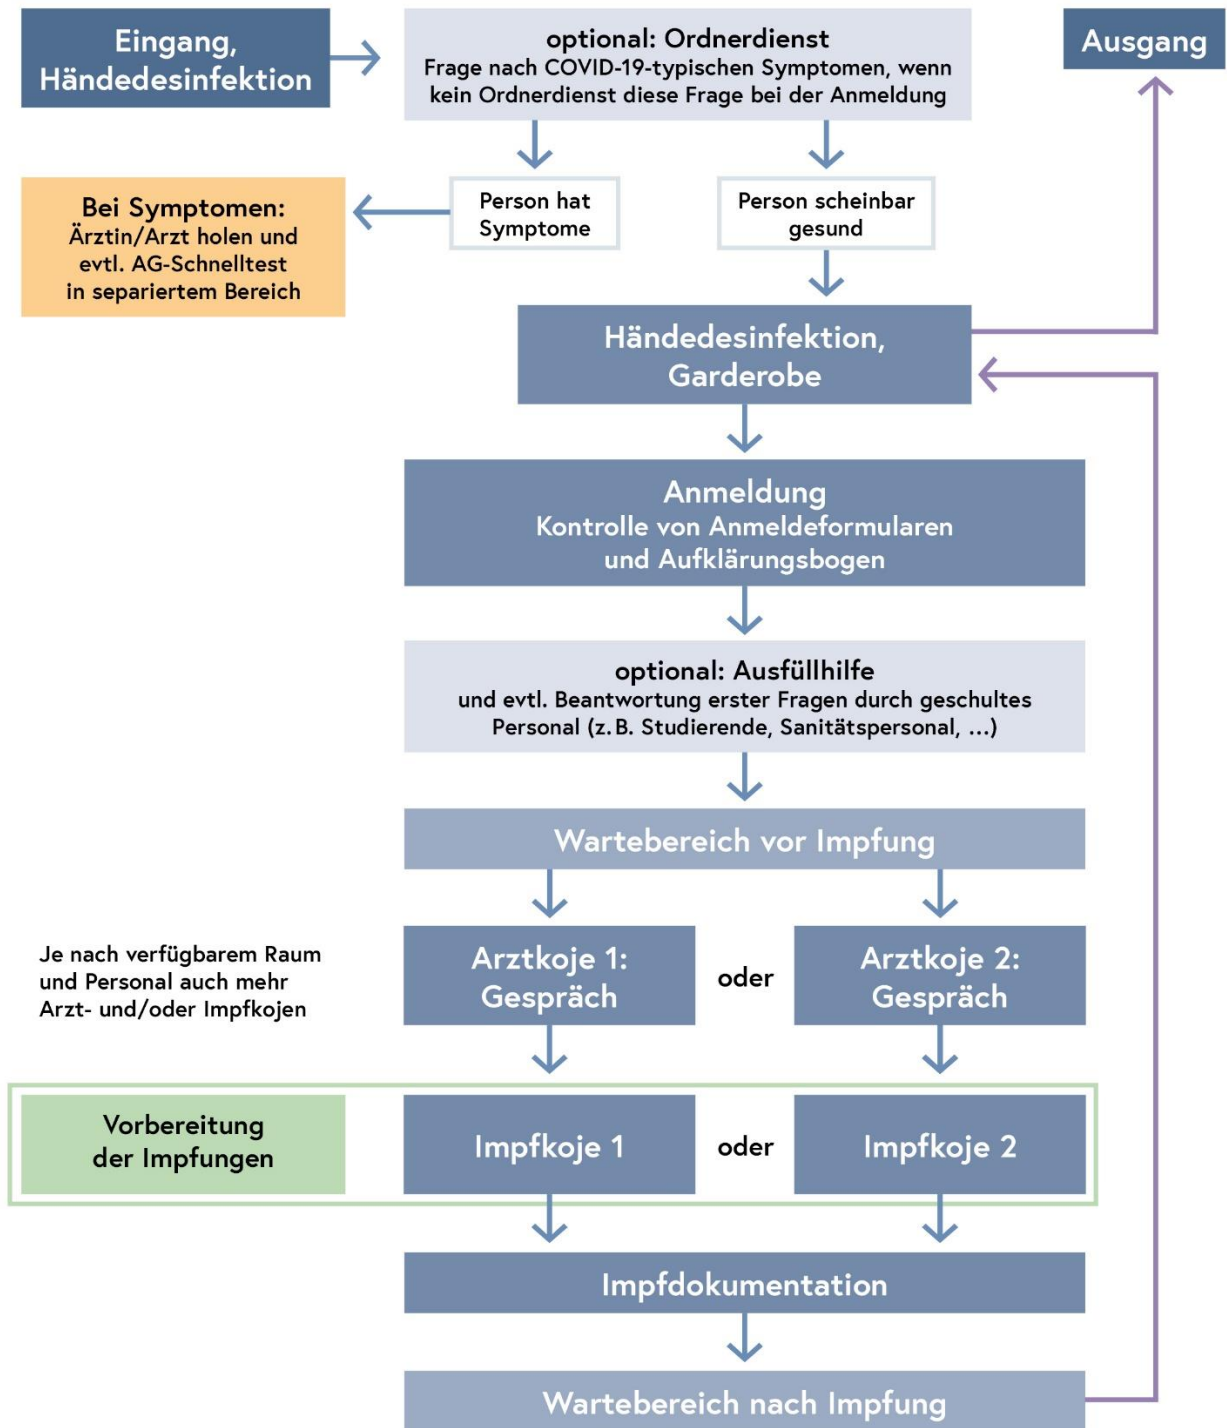 Eingang,
Händedesinfektion
optional: Ordnerdienst
Frage nach COVID-19-typischen Symptomen, wenn
kein Ordnerdienst diese Frage bei der Anmeldung
Ausgang
Bei Symptomen:
Ärztin/Arzt holen und
evtl. AG-Schnelltest
in separiertem Bereich
Person hat
Symptome
Person scheinbar
gesund
Händedesinfektion,
Garderobe
Anmeldung
Kontrolle von Anmeldeformularen
und Aufklärungsbogen
optional: Ausfüllhilfe
und evtl. Beantwortung erster Fragen durch geschultes
Personal (z. B. Studierende, Sanitätspersonal, …)
Wartebereich vor Impfung
Je nach verfügbarem Raum
und Personal auch mehr
Arzt- und/oder Impfkojen
Arztkoje 1:
Gespräch
oder
Arztkoje 2:
Gespräch
Vorbereitung
der Impfungen
Impfkoje 1
oder
Impfkoje 2
Impfdokumentation
Wartebereich nach Impfung